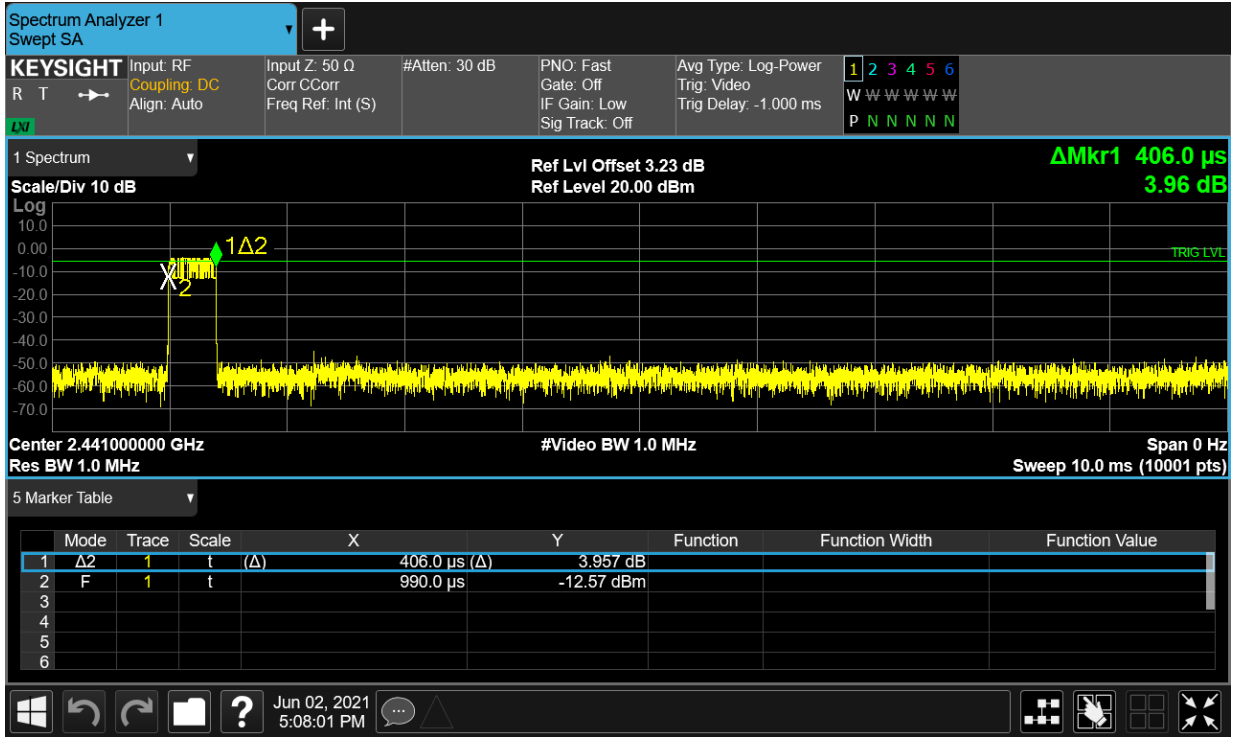 Spectrum Analyzer 1
Swept SA
KEYSIGHT
R T
LXI
Input: RF
Coupling: DC
Align: Auto
Input Z: 50 Ω
Corr CCorr
Freq Ref: Int (S)
#Atten: 30 dB
PNO: Fast
Gate: Off
IF Gain: Low
Sig Track: Off
Avg Type: Log-Power
Trig: Video
Trig Delay: -1.000 ms
1 2 3 4 5 6
W W W W W W
P N N N N N
1 Spectrum
Scale/Div 10 dB
Ref Lvl Offset 3.23 dB
Ref Level 20.00 dBm
ΔMkr1 406.0 µs
3.96 dB
Log
10.0
0.00
-10.0
-20.0
-30.0
-40.0
-50.0
-60.0
-70.0
1Δ2
2
TRIG LVL
Center 2.441000000 GHz
#Video BW 1.0 MHz
Span 0 Hz
Res BW 1.0 MHz
Sweep 10.0 ms (10001 pts)
5 Marker Table
Mode Trace Scale X Y Function Function Width Function Value
1 Δ2 1 t (Δ) 406.0 µs (Δ) 3.957 dB
2 F 1 t 990.0 µs -12.57 dBm
3
4
5
6
?
Jun 02, 2021
5:08:01 PM